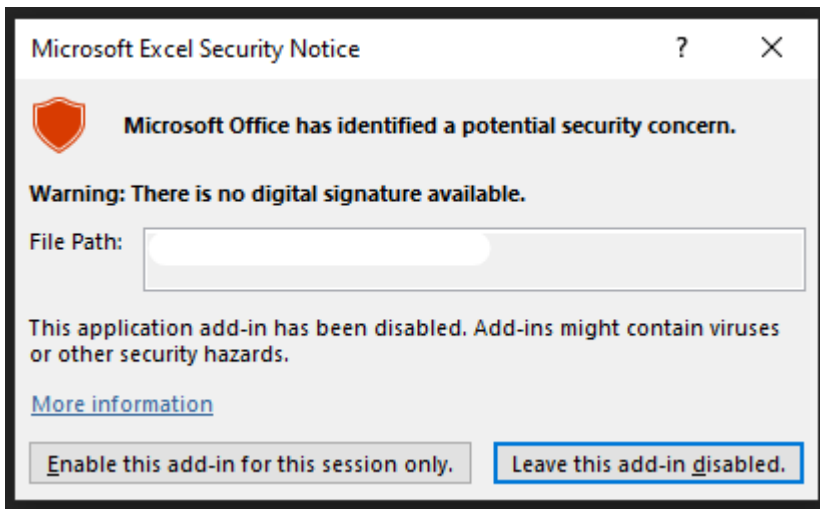 Microsoft Excel Security Notice ? ×
Microsoft Office has identified a potential security concern.
Warning: There is no digital signature available.
File Path:
This application add-in has been disabled. Add-ins might contain viruses
or other security hazards.
More information
Enable this add-in for this session only. Leave this add-in disabled.